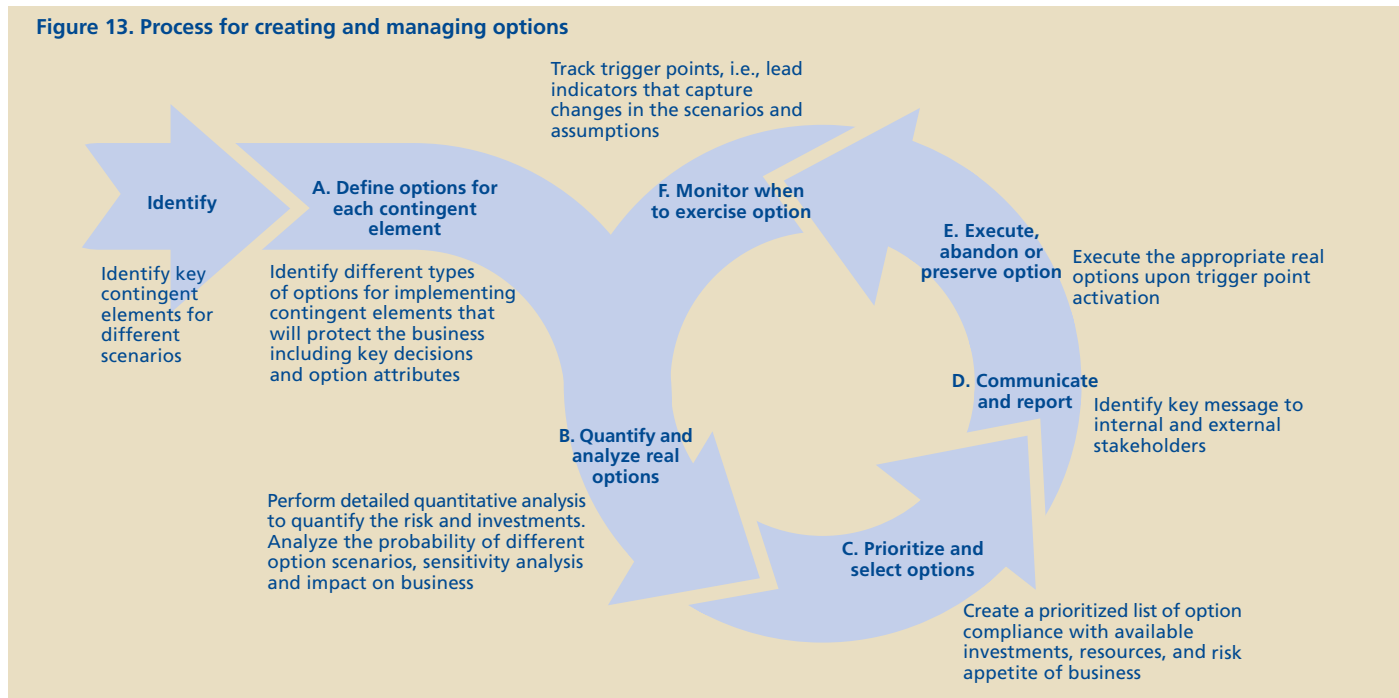 Figure 13. Process for creating and managing options
Identify
Identify key
contingent
elements for
different
scenarios
A. Define options for
each contingent
element
Identify different types
of options for implementing
contingent elements that
will protect the business
including key decisions
and option attributes
B. Quantify and
analyze real
options
Perform detailed quantitative analysis
to quantify the risk and investments.
Analyze the probability of different
option scenarios, sensitivity analysis
and impact on business
C. Prioritize and
select options
Create a prioritized list of option
compliance with available
investments, resources, and risk
appetite of business
D. Communicate
and report
Identify key message to
internal and external
stakeholders
E. Execute,
abandon or
preserve option
Execute the appropriate real
options upon trigger point
activation
F. Monitor when
to exercise option
Track trigger points, i.e., lead
indicators that capture
changes in the scenarios and
assumptions